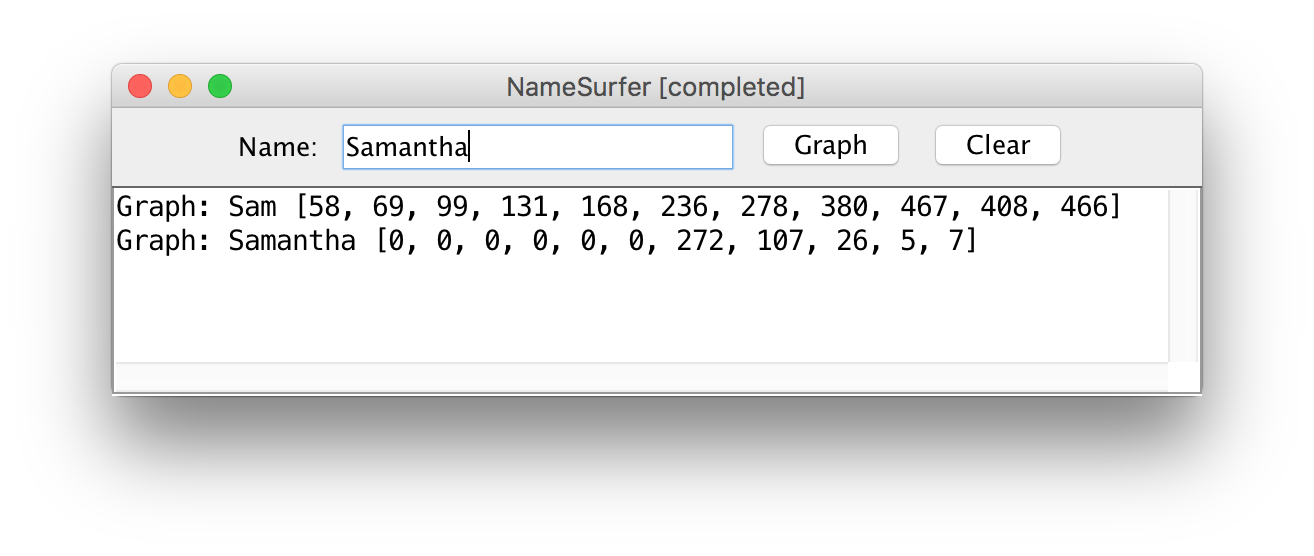 NameSurfer [completed]
Name: Samantha Graph Clear
Graph: Sam [58, 69, 99, 131, 168, 236, 278, 380, 467, 408, 466]
Graph: Samantha [0, 0, 0, 0, 0, 0, 272, 107, 26, 5, 7]